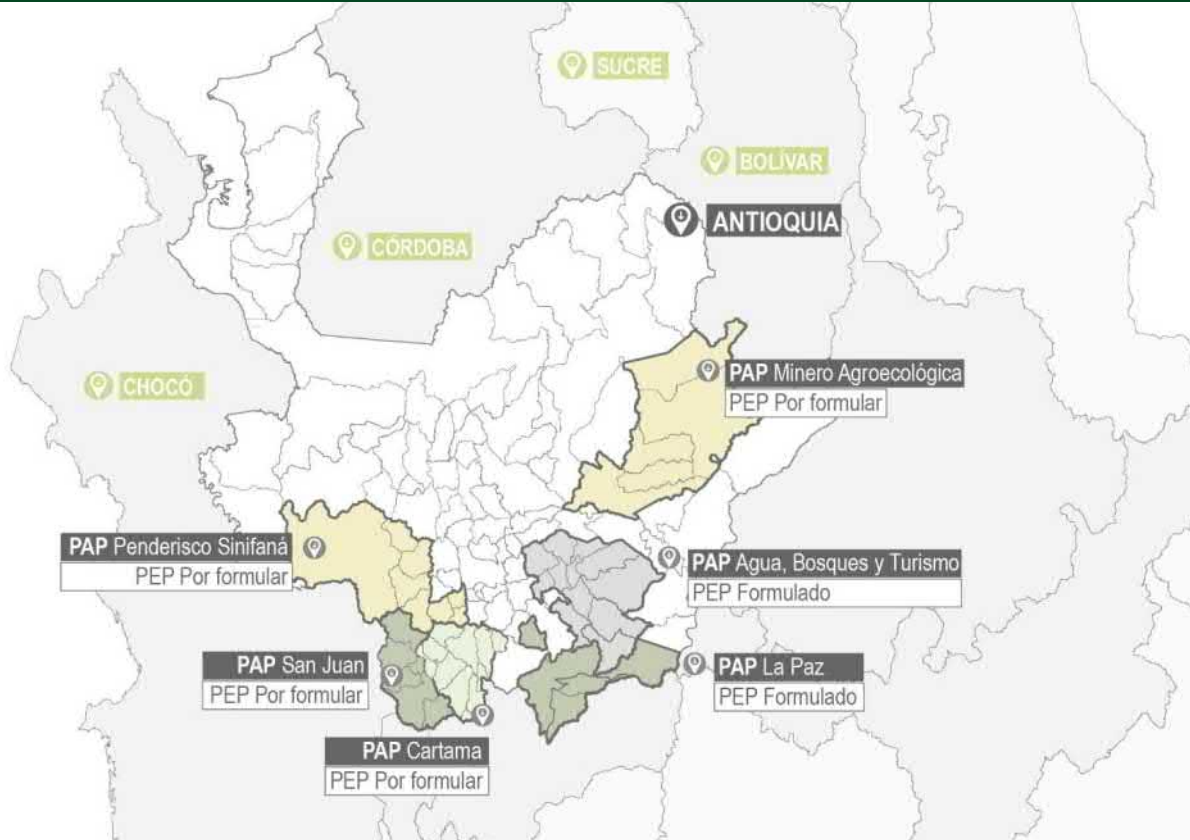 SUCRE
BOLÍVAR
ANTIOQUIA
CÓRDOBA
CHOCÓ
PAP Minero Agroecológica
PEP Por formular
PAP Penderisco Sinifaná
PEP Por formular
PAP Agua, Bosques y Turismo
PEP Formulado
PAP San Juan
PEP Por formular
PAP La Paz
PEP Formulado
PAP Cartama
PEP Por formular